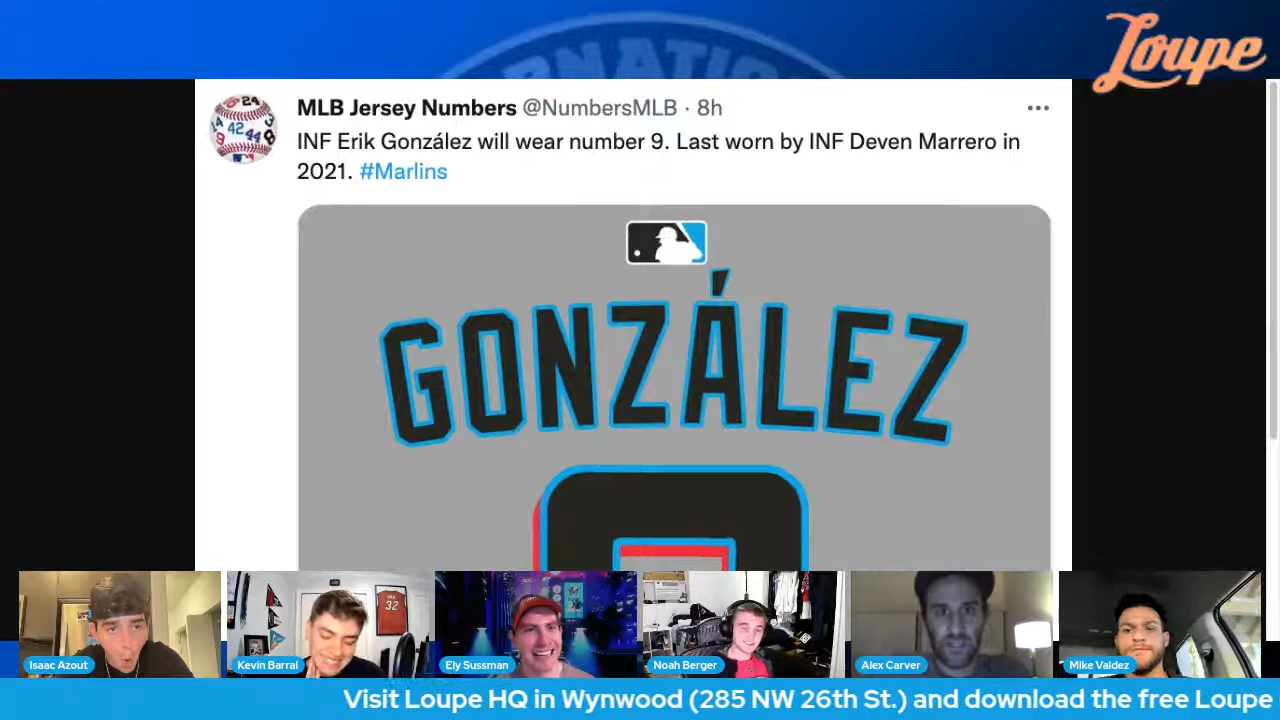 RNATIO
Loupe
MLB Jersey Numbers @NumbersMLB · 8h
INF Erik González will wear number 9. Last worn by INF Deven Marrero in
2021. #Marlins
GONZÁLEZ
32
Isaac Azout
Kevin Barral
Ely Sussman
Noah Berger
Alex Carver
Mike Valdez
Visit Loupe HQ in Wynwood (285 NW 26th St.) and download the free Loupe